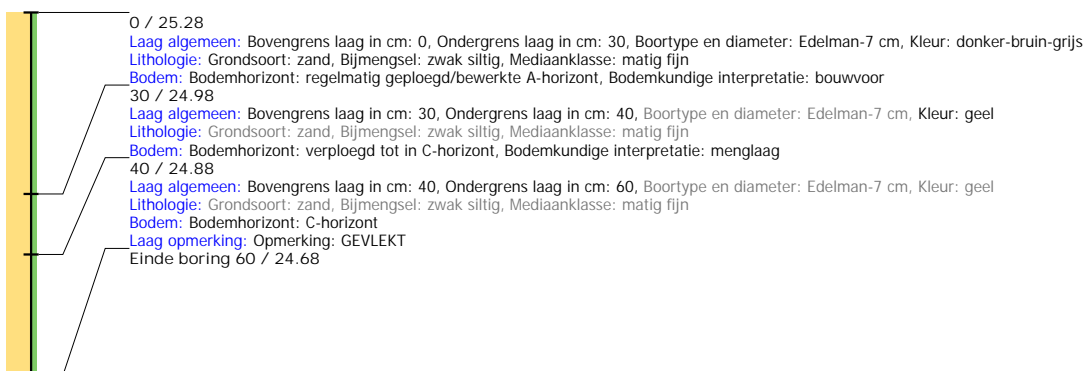 0 / 25.28
Laag algemeen: Bovengrens laag in cm: 0, Ondergrens laag in cm: 30, Boortype en diameter: Edelman-7 cm, Kleur: donker-bruin-grijs
Lithologie: Grondsoort: zand, Bijmengsel: zwak siltig, Mediaanklasse: matig fijn
Bodem: Bodemhorizont: regelmatig geploegd/bewerkte A-horizont, Bodemkundige interpretatie: bouwvoor
30 / 24.98
Laag algemeen: Bovengrens laag in cm: 30, Ondergrens laag in cm: 40, Boortype en diameter: Edelman-7 cm, Kleur: geel
Lithologie: Grondsoort: zand, Bijmengsel: zwak siltig, Mediaanklasse: matig fijn
Bodem: Bodemhorizont: verploegd tot in C-horizont, Bodemkundige interpretatie: menglaag
40 / 24.88
Laag algemeen: Bovengrens laag in cm: 40, Ondergrens laag in cm: 60, Boortype en diameter: Edelman-7 cm, Kleur: geel
Lithologie: Grondsoort: zand, Bijmengsel: zwak siltig, Mediaanklasse: matig fijn
Bodem: Bodemhorizont: C-horizont
Laag opmerking: Opmerking: GEVLEKT
Einde boring 60 / 24.68